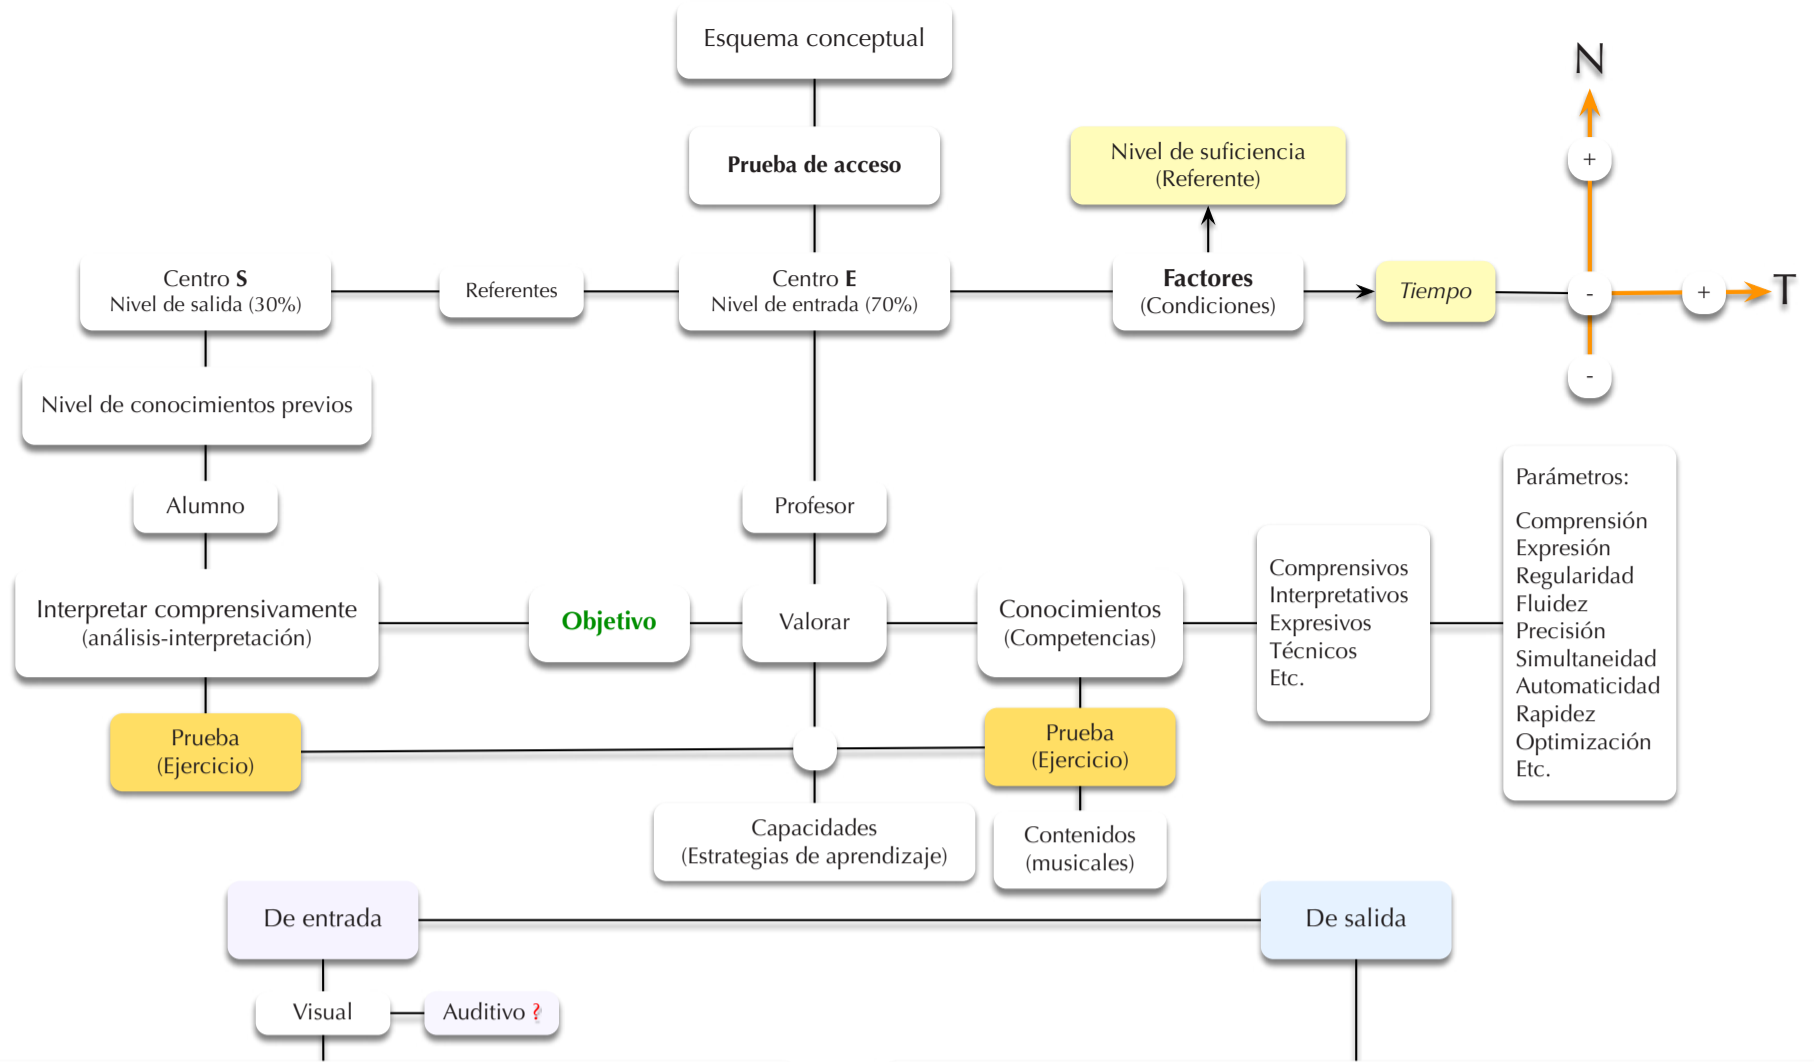 Esquema conceptual
N
Prueba de acceso
Nivel de suficiencia
(Referente)
+
Centro S
Nivel de salida (30%)
Referentes
Centro E
Nivel de entrada (70%)
Factores
(Condiciones)
Tiempo
-
+
T
-
Nivel de conocimientos previos
Alumno
Profesor
Interpretar comprensivamente
(análisis-interpretación)
Objetivo
Valorar
Conocimientos
(Competencias)
Comprensivos
Interpretativos
Expresivos
Técnicos
Etc.
Parámetros:
Comprensión
Expresión
Regularidad
Fluidez
Precisión
Simultaneidad
Automaticidad
Rapidez
Optimización
Etc.
Prueba
(Ejercicio)
Prueba
(Ejercicio)
Capacidades
(Estrategias de aprendizaje)
Contenidos
(musicales)
De entrada
De salida
Visual
Auditivo ?